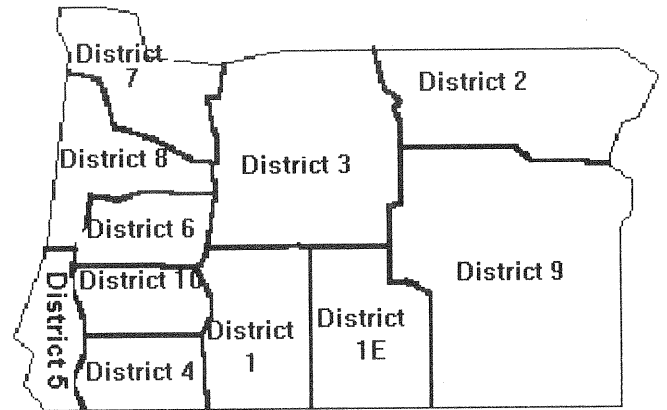 District
7
District 2
District 8
District 3
District 6
District 9
District 10
District 5
District
1
District
1E
District 4